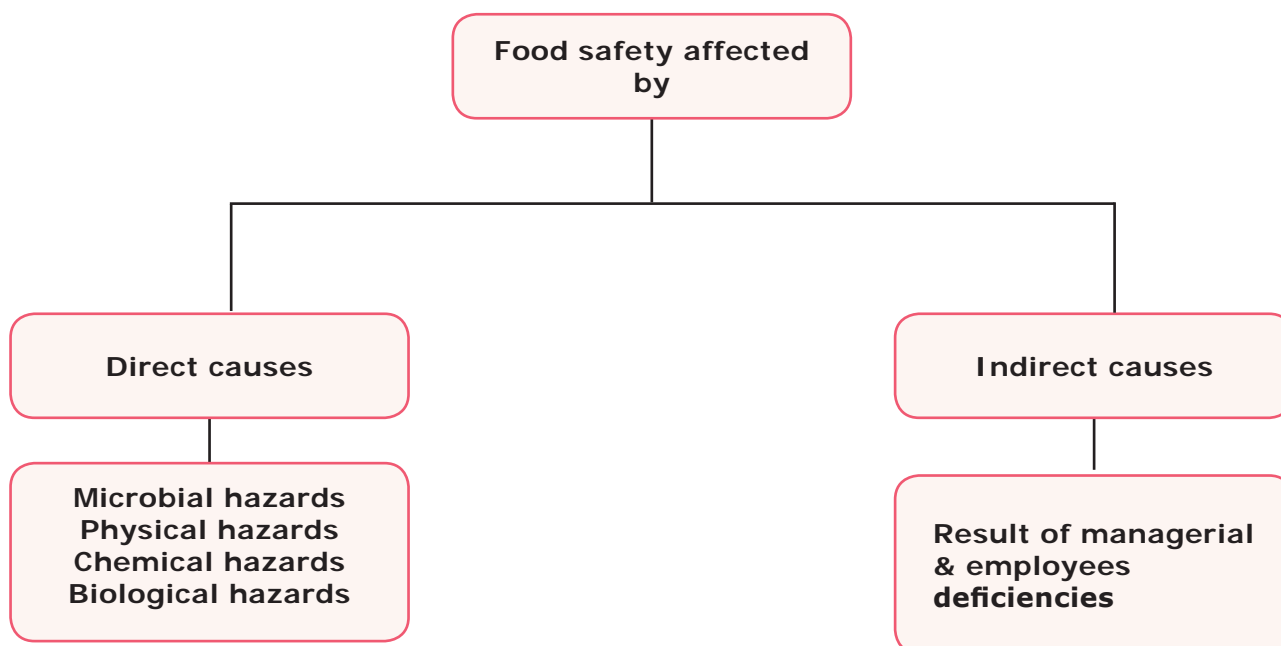 Food safety affected
by
Direct causes
Indirect causes
Microbial hazards
Physical hazards
Chemical hazards
Biological hazards
Result of managerial
& employees
deficiencies